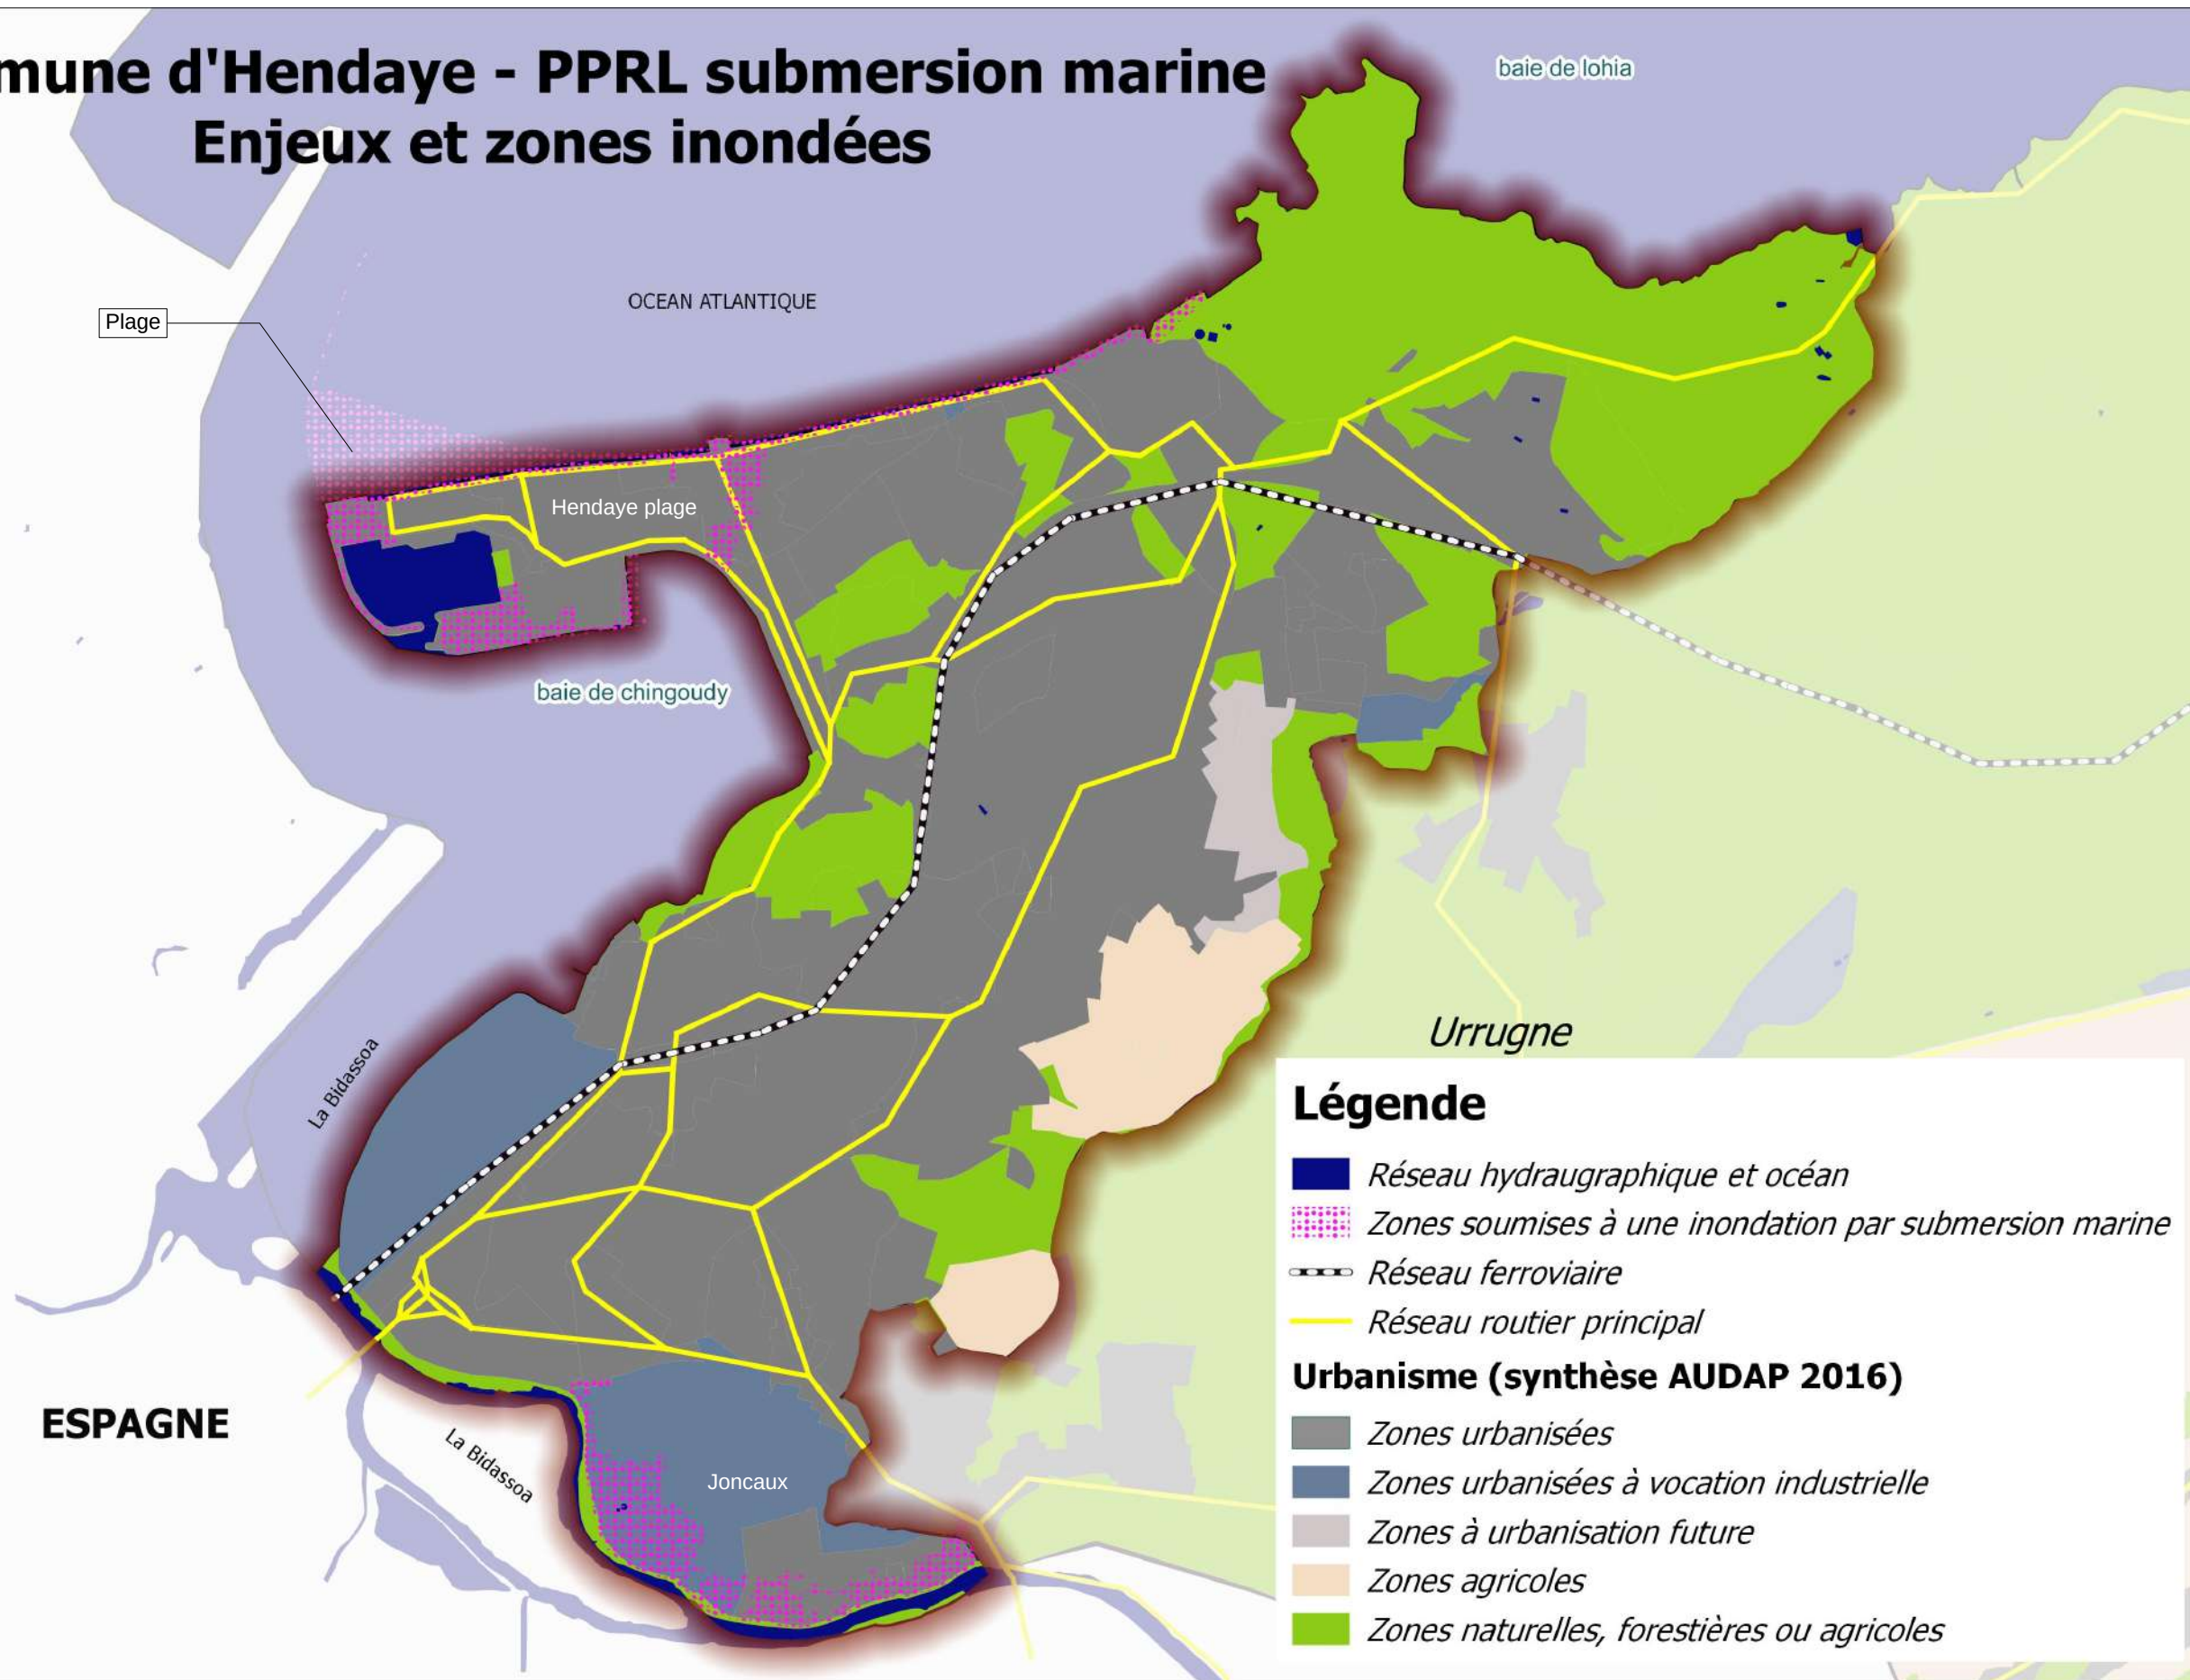 mune d'Hendaye - PPRL submersion marine
Enjeux et zones inondées
baie de lohia
OCEAN ATLANTIQUE
Plage
Hendaye plage
baie de chingoudy
La Bidassoa
Urrugne
ESPAGNE
La Bidassoa
Joncaux
Légende
Réseau hydraugraphique et océan
Zones soumises à une inondation par submersion marine
Réseau ferroviaire
Réseau routier principal
Urbanisme (synthèse AUDAP 2016)
Zones urbanisées
Zones urbanisées à vocation industrielle
Zones à urbanisation future
Zones agricoles
Zones naturelles, forestières ou agricoles